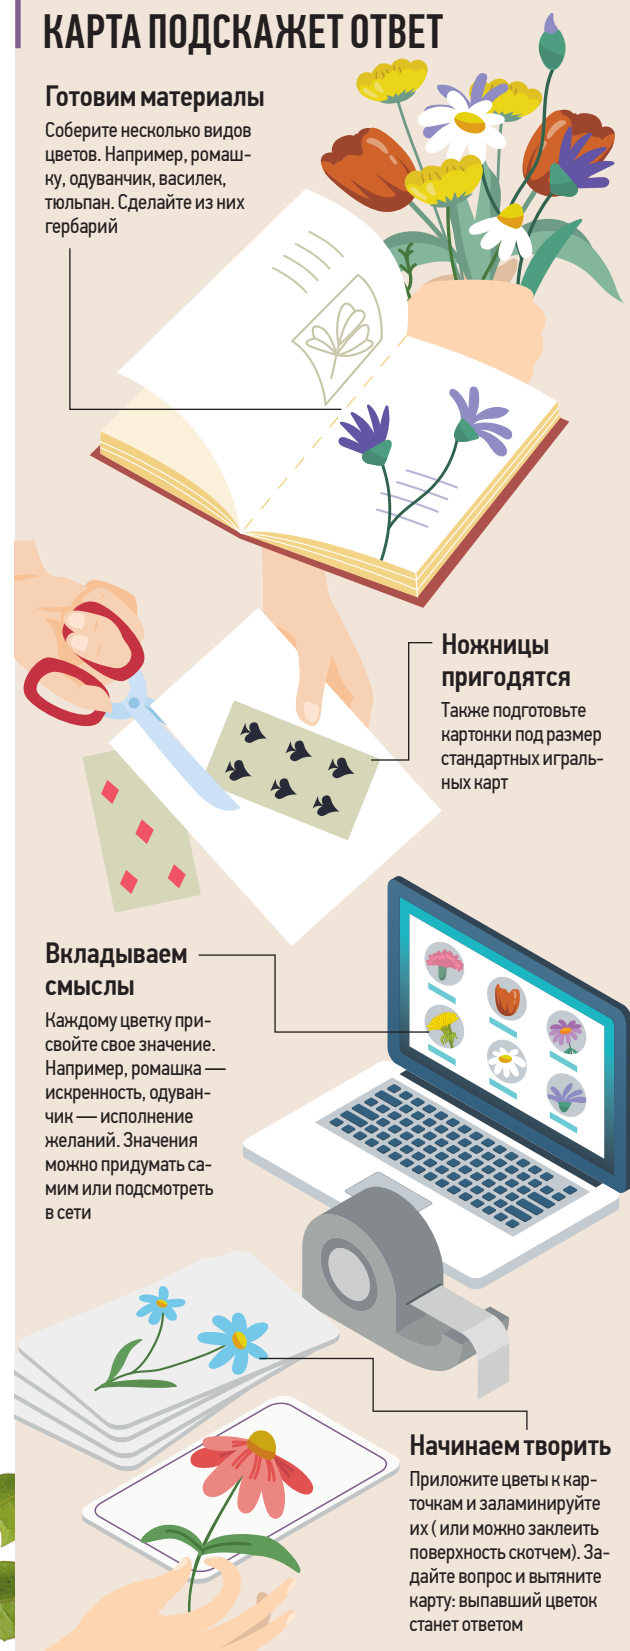 КАРТА ПОДСКАЖЕТ ОТВЕТ
Готовим материалы
Соберите несколько видов
цветов. Например, ромаш-
ку, одуванчик, василек,
тюльпан. Сделайте из них
гербарий
Ножницы
пригодятся
Также подготовьте
картонки под размер
стандартных играль-
ных карт
Вкладываем
смыслы
Каждому цветку при-
свойте свое значение.
Например, ромашка —
искренность, одуван-
чик — исполнение
желаний. Значения
можно придумать са-
мим или подсмотреть
в сети
Начинаем творить
Приложите цветы к кар-
точкам и заламинируйте
их ( или можно заклеить
поверхность скотчем). За-
дайте вопрос и вытяните
карту: выпавший цветок
станет ответом